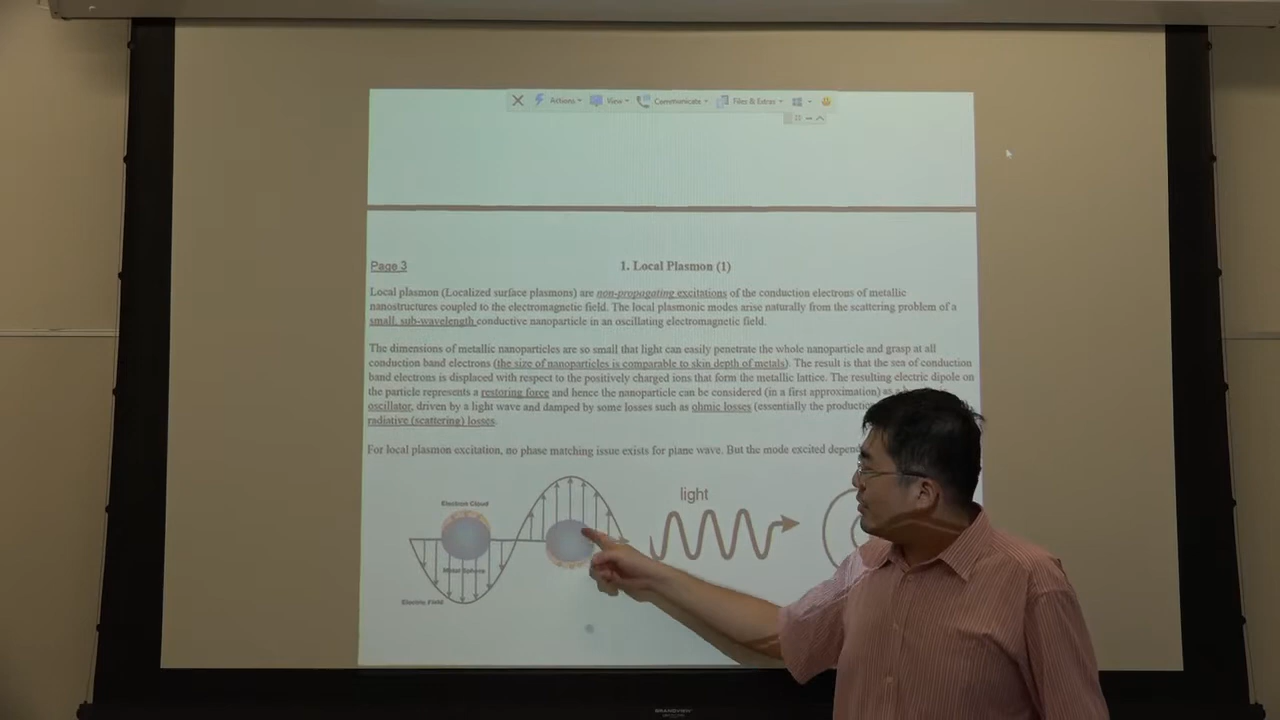 Actions View Communicate Files & Extras
Page 3
1. Local Plasmon (1)
Local plasmon (Localized surface plasmons) are non-propagating excitations of the conduction electrons of metallic
nanostructures coupled to the electromagnetic field. The local plasmonic modes arise naturally from the scattering problem of a
small, sub-wavelength conductive nanoparticle in an oscillating electromagnetic field.
The dimensions of metallic nanoparticles are so small that light can easily penetrate the whole nanoparticle and grasp at all
conduction band electrons (the size of nanoparticles is comparable to skin depth of metals). The result is that the sea of conduction
band electrons is displaced with respect to the positively charged ions that form the metallic lattice. The resulting electric dipole on
the particle represents a restoring force and hence the nanoparticle can be considered (in a first approximation) as a
oscillator, driven by a light wave and damped by some losses such as ohmic losses (essentially the
radiative (scattering) losses.
For local plasmon excitation, no phase matching issue exists for plane wave. But the mode excited
Electron Cloud
light
Metal Sphere
Electric Field
GRANDVIEW